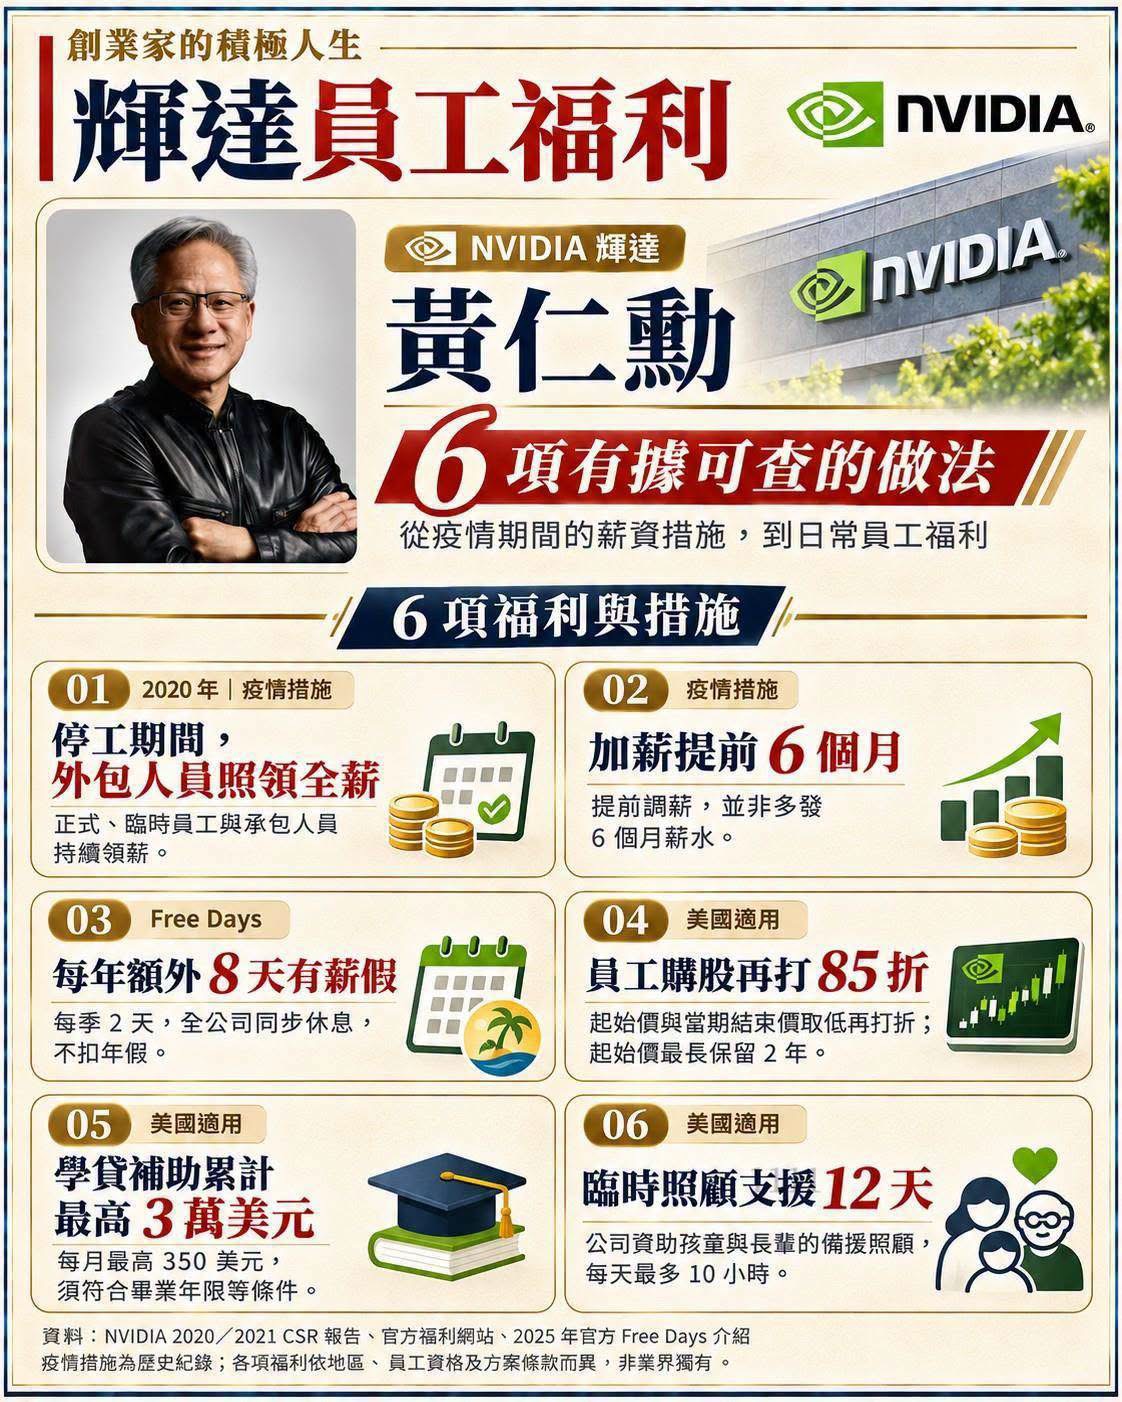 創業家的積極人生
輝達員工福利
NVIDIA®
NVIDIA 輝達
NVIDIA®
黃仁勳
6項有據可查的做法
從疫情期間的薪資措施，到日常員工福利
6 項福利與措施
01 2020 年｜疫情措施
停工期間，
外包人員照領全薪
正式、臨時員工與承包人員
持續領薪。
02 疫情措施
加薪提前 6 個月
提前調薪，並非多發
6 個月薪水。
03 Free Days
每年額外 8 天有薪假
每季 2 天，全公司同步休息，
不扣年假。
04 美國適用
員工購股再打 85 折
起始價與當期結束價取低再打折；
起始價最長保留 2 年。
05 美國適用
學貸補助累計
最高 3 萬美元
每月最高 350 美元，
須符合畢業年限等條件。
06 美國適用
臨時照顧支援 12 天
公司資助孩童與長輩的備援照顧，
每天最多 10 小時。
資料：NVIDIA 2020／2021 CSR 報告、官方福利網站、2025 年官方 Free Days 介紹
疫情措施為歷史紀錄；各項福利依地區、員工資格及方案條款而異，非業界獨有。